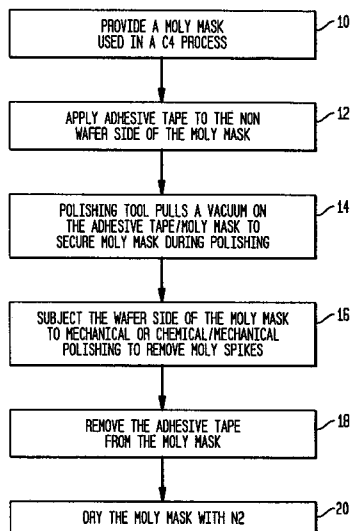 PROVIDE A MOLY MASK
USED IN A C4 PROCESS
10
APPLY ADHESIVE TAPE TO THE NON
WAFER SIDE OF THE MOLY MASK
12
POLISHING TOOL PULLS A VACUUM ON
THE ADHESIVE TAPE/MOLY MASK TO
SECURE MOLY MASK DURING POLISHING
14
SUBJECT THE WAFER SIDE OF THE MOLY MASK
TO MECHANICAL OR CHEMICAL/MECHANICAL
POLISHING TO REMOVE MOLY SPIKES
16
REMOVE THE ADHESIVE TAPE
FROM THE MOLY MASK
18
DRY THE MOLY MASK WITH N2
20